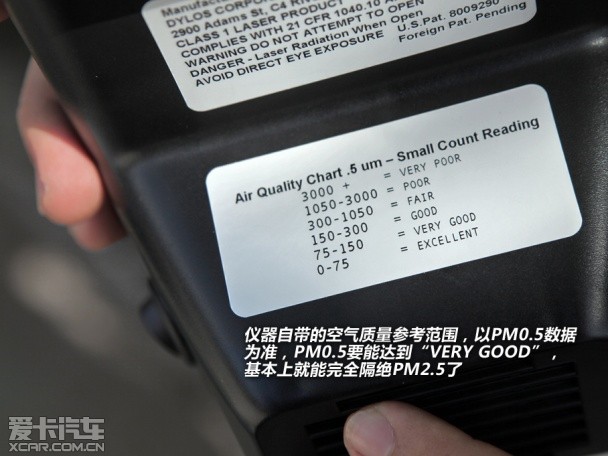 DYLOS CORPOR
2900 Adams St. C4 R
CLASS 1 LASER PRODUCT
COMPLIES WITH 21 CFR 1040.10 A
WARNING DO NOT ATTEMPT TO OPEN
DANGER - Laser Radiation When Open
AVOID DIRECT EYE EXPOSURE
U.S.Pat. 8009290
Foreign Pat. Pending
Air Quality Chart .5 um – Small Count Reading
3000 + = VERY POOR
1050-3000 = POOR
300-1050 = FAIR
150-300 = GOOD
75-150 = VERY GOOD
0-75 = EXCELLENT
仪器自带的空气质量参考范围，以PM0.5数据
为准，PM0.5要能达到“VERY GOOD”，
基本上就能完全隔绝PM2.5了
爱卡汽车
XCAR.COM.CN